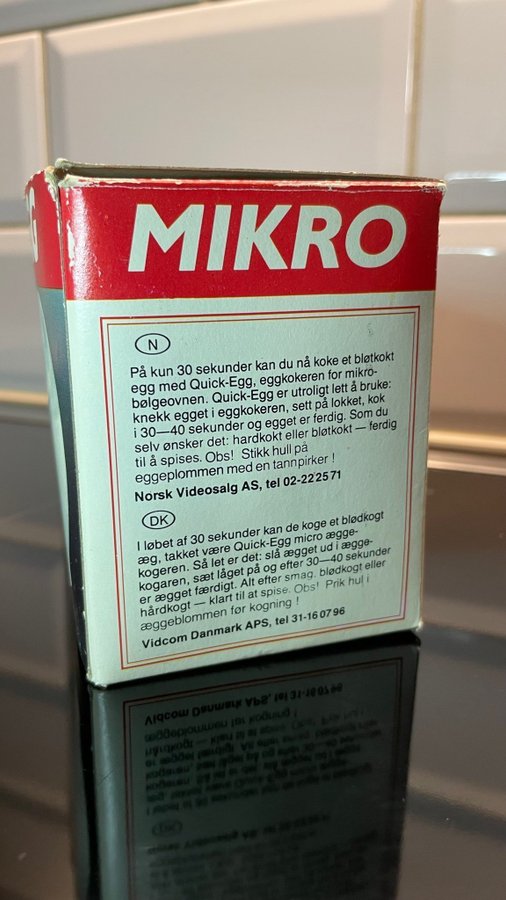 G
MIKRO
N
På kun 30 sekunder kan du nå koke et bløtkokt
egg med Quick-Egg, eggkokeren for mikro-
bølgeovnen. Quick-Egg er utroligt lett å bruke:
knekk egget i eggkokeren, sett på lokket, kok
i 30—40 sekunder og egget er ferdig. Som du
selv ønsker det: hardkokt eller bløtkokt — ferdig
til å spises. Obs! Stikk hull på
eggeplommen med en tannpirker !
Norsk Videosalg AS, tel 02-222571
DK
I løbet af 30 sekunder kan de koge et blødkogt
æg, takket være Quick-Egg micro ægge-
kogeren. Så let er det: slå ægget ud i ægge-
kogaren, sæt låget på og efter 30—40 sekunder
er ægget færdigt. Alt efter smag, blødkogt eller
hårdkogt — klart til at spise. Obs! Prik hul i
æggeblommen før kogning !
Vidcom Danmark APS, tel 31-160796